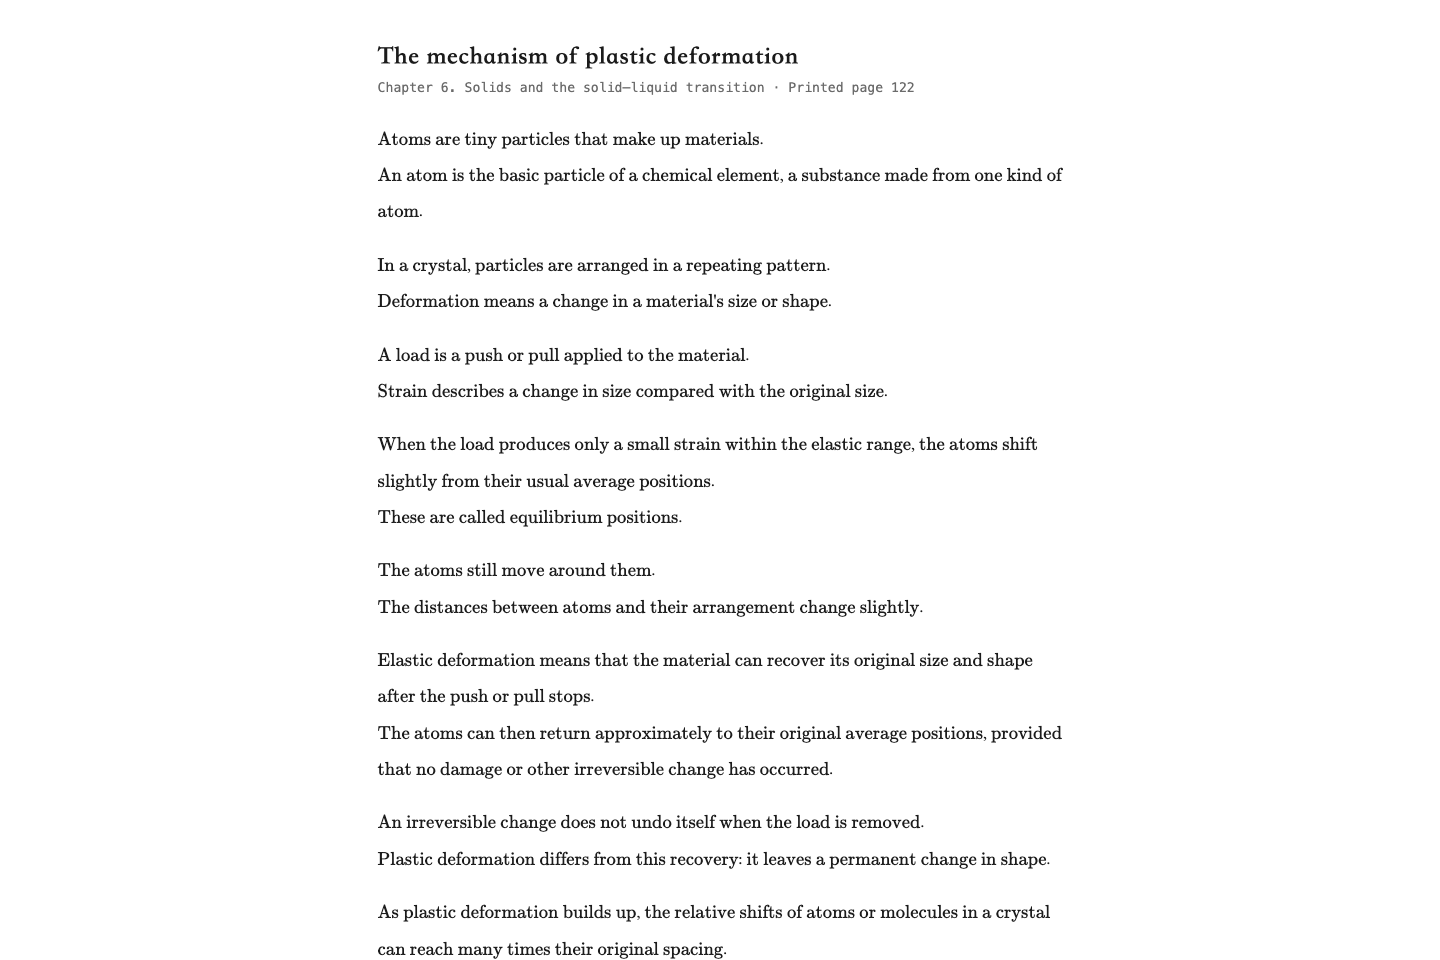 The mechanism of plastic deformation
Chapter 6. Solids and the solid–liquid transition · Printed page 122
Atoms are tiny particles that make up materials.
An atom is the basic particle of a chemical element, a substance made from one kind of
atom.
In a crystal, particles are arranged in a repeating pattern.
Deformation means a change in a material's size or shape.
A load is a push or pull applied to the material.
Strain describes a change in size compared with the original size.
When the load produces only a small strain within the elastic range, the atoms shift
slightly from their usual average positions.
These are called equilibrium positions.
The atoms still move around them.
The distances between atoms and their arrangement change slightly.
Elastic deformation means that the material can recover its original size and shape
after the push or pull stops.
The atoms can then return approximately to their original average positions, provided
that no damage or other irreversible change has occurred.
An irreversible change does not undo itself when the load is removed.
Plastic deformation differs from this recovery: it leaves a permanent change in shape.
As plastic deformation builds up, the relative shifts of atoms or molecules in a crystal
can reach many times their original spacing.